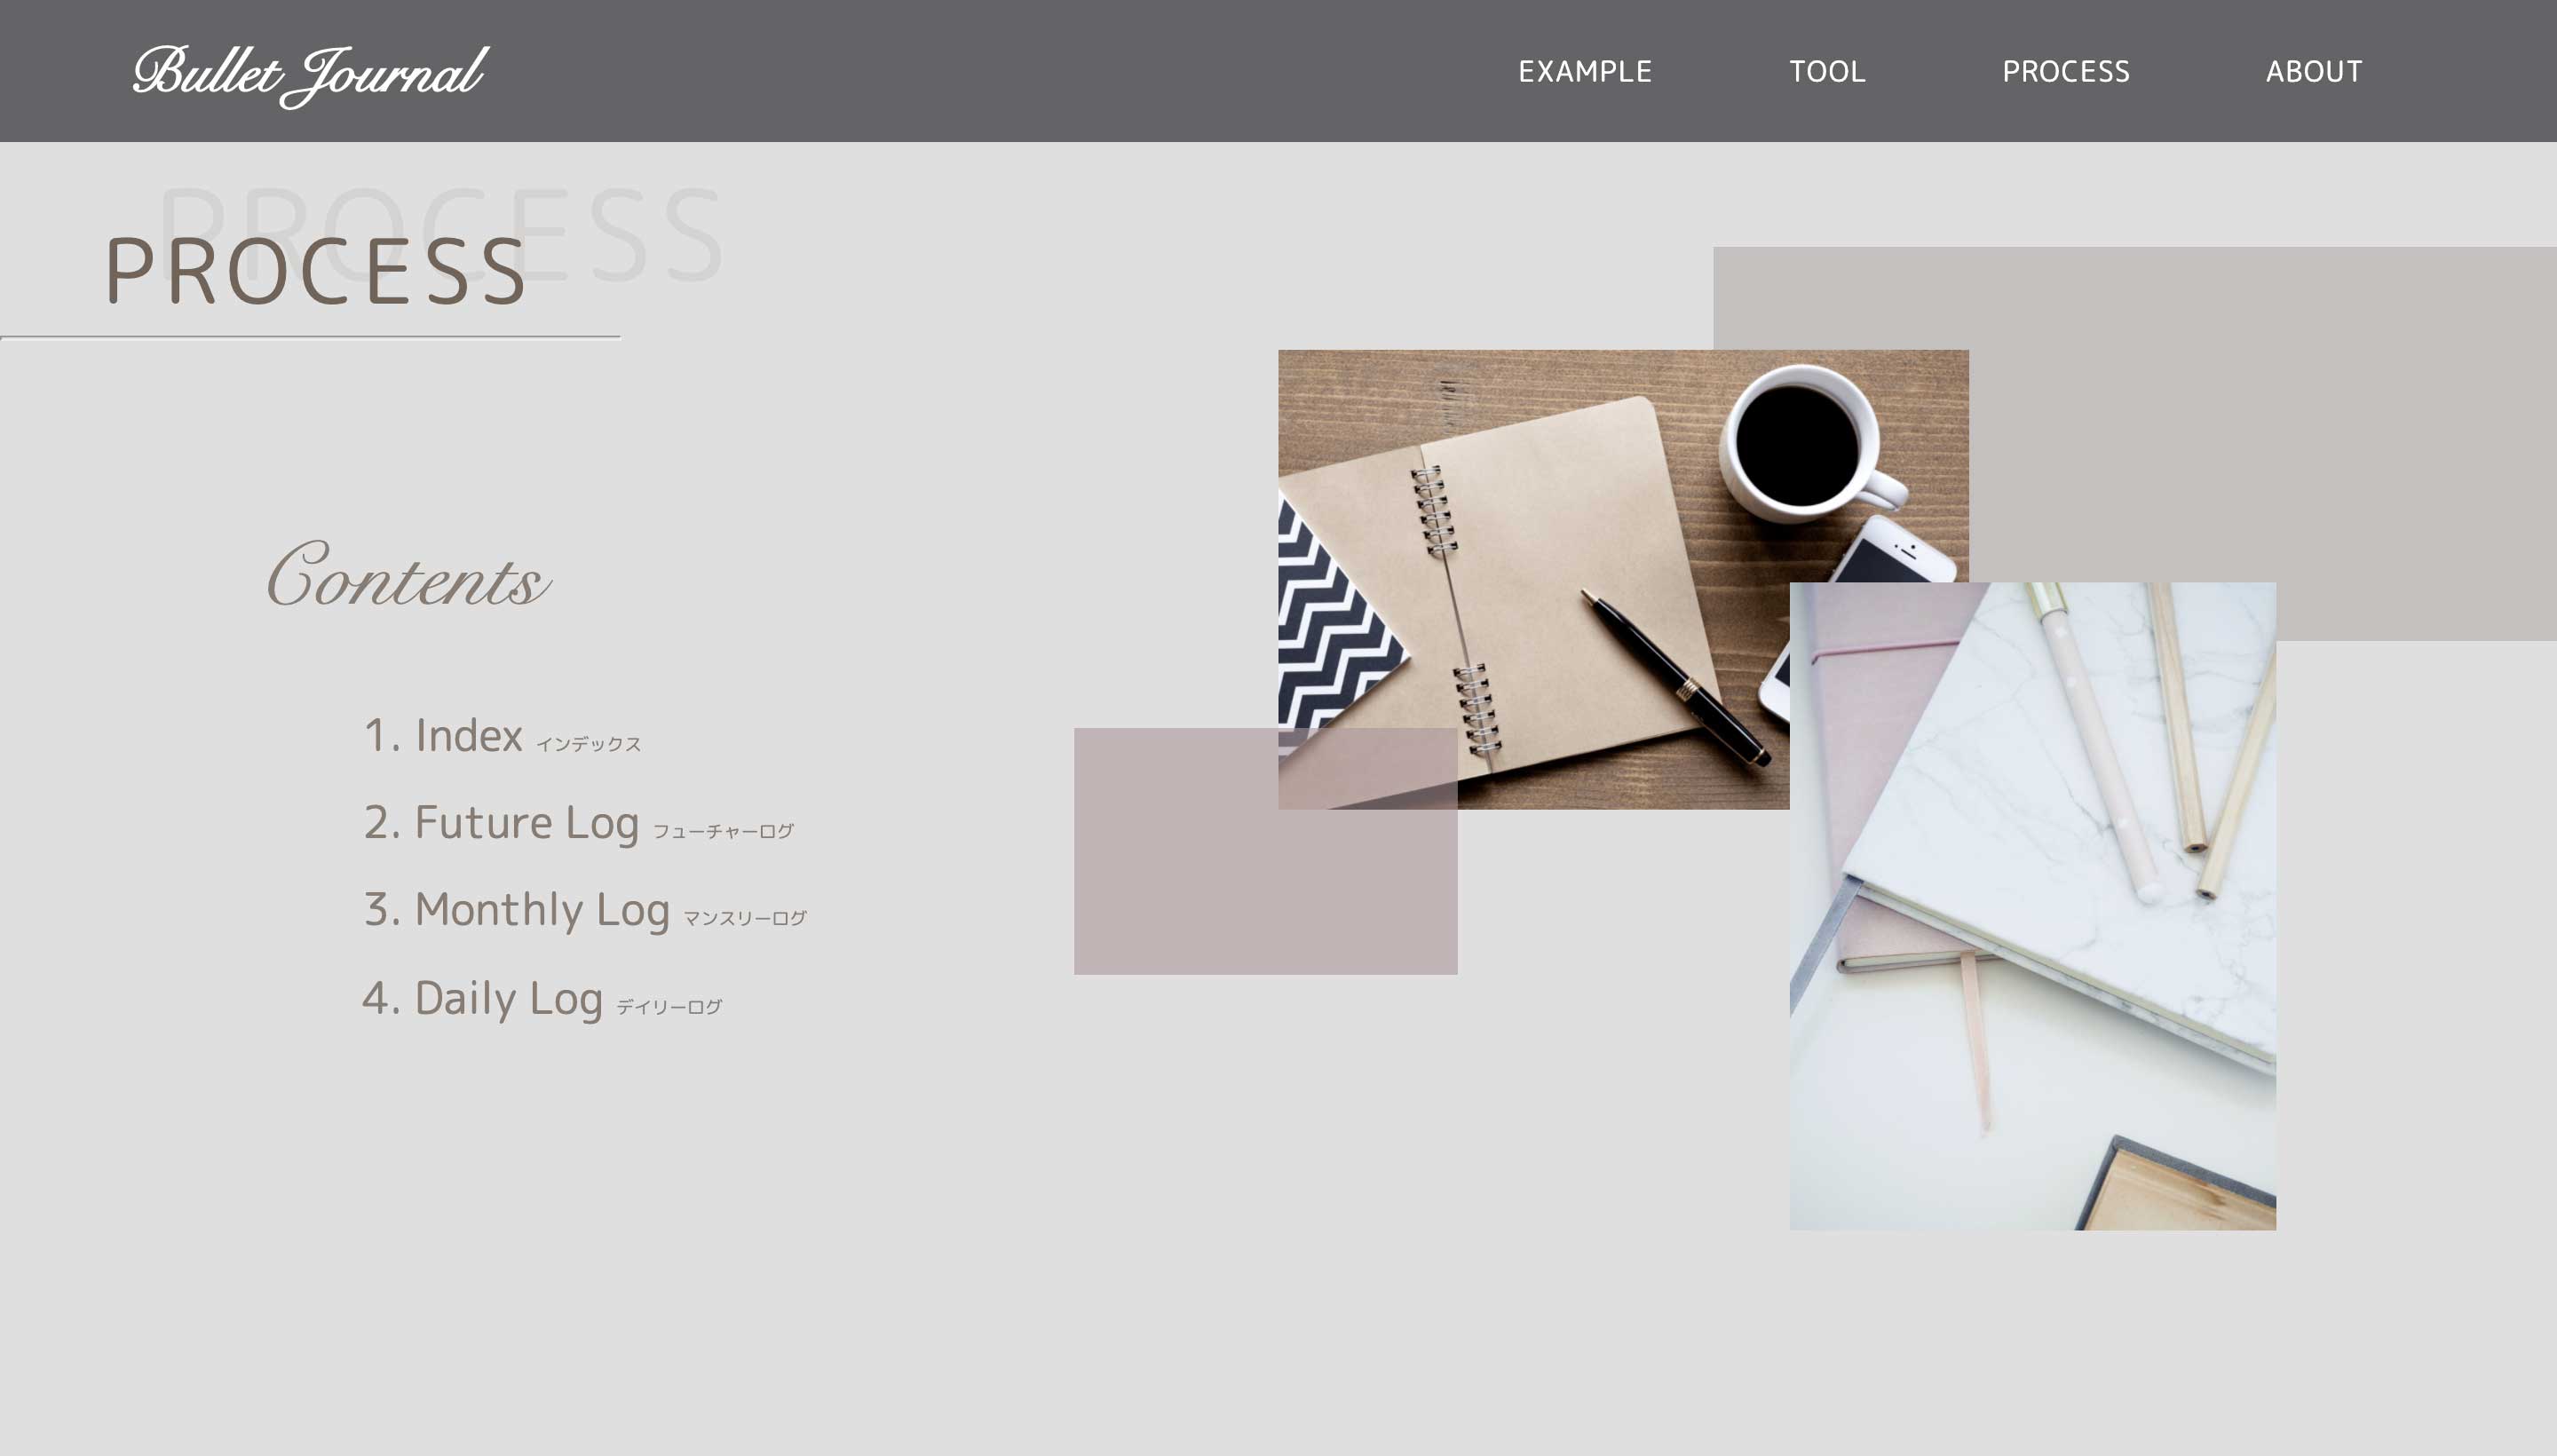 Bullet Journal
EXAMPLE TOOL PROCESS ABOUT
PROCESS
PROCESS
Contents
1. Index インデックス
2. Future Log フューチャーログ
3. Monthly Log マンスリーログ
4. Daily Log デイリーログ